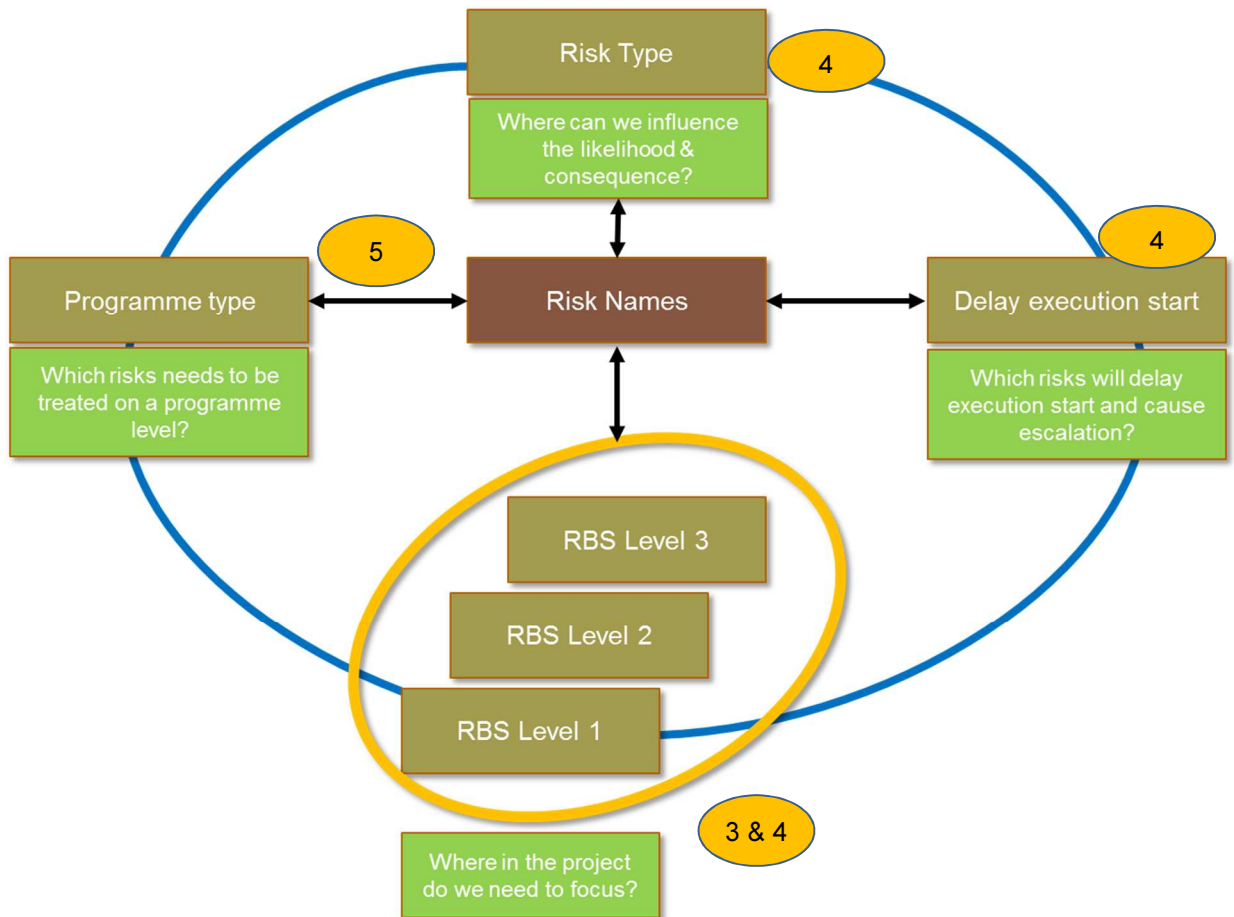 Risk Type
4
Where can we influence
the likelihood &
consequence?
5
4
Programme type
Risk Names
Delay execution start
Which risks needs to be
treated on a programme
level?
Which risks will delay
execution start and cause
escalation?
RBS Level 3
RBS Level 2
RBS Level 1
3 & 4
Where in the project
do we need to focus?